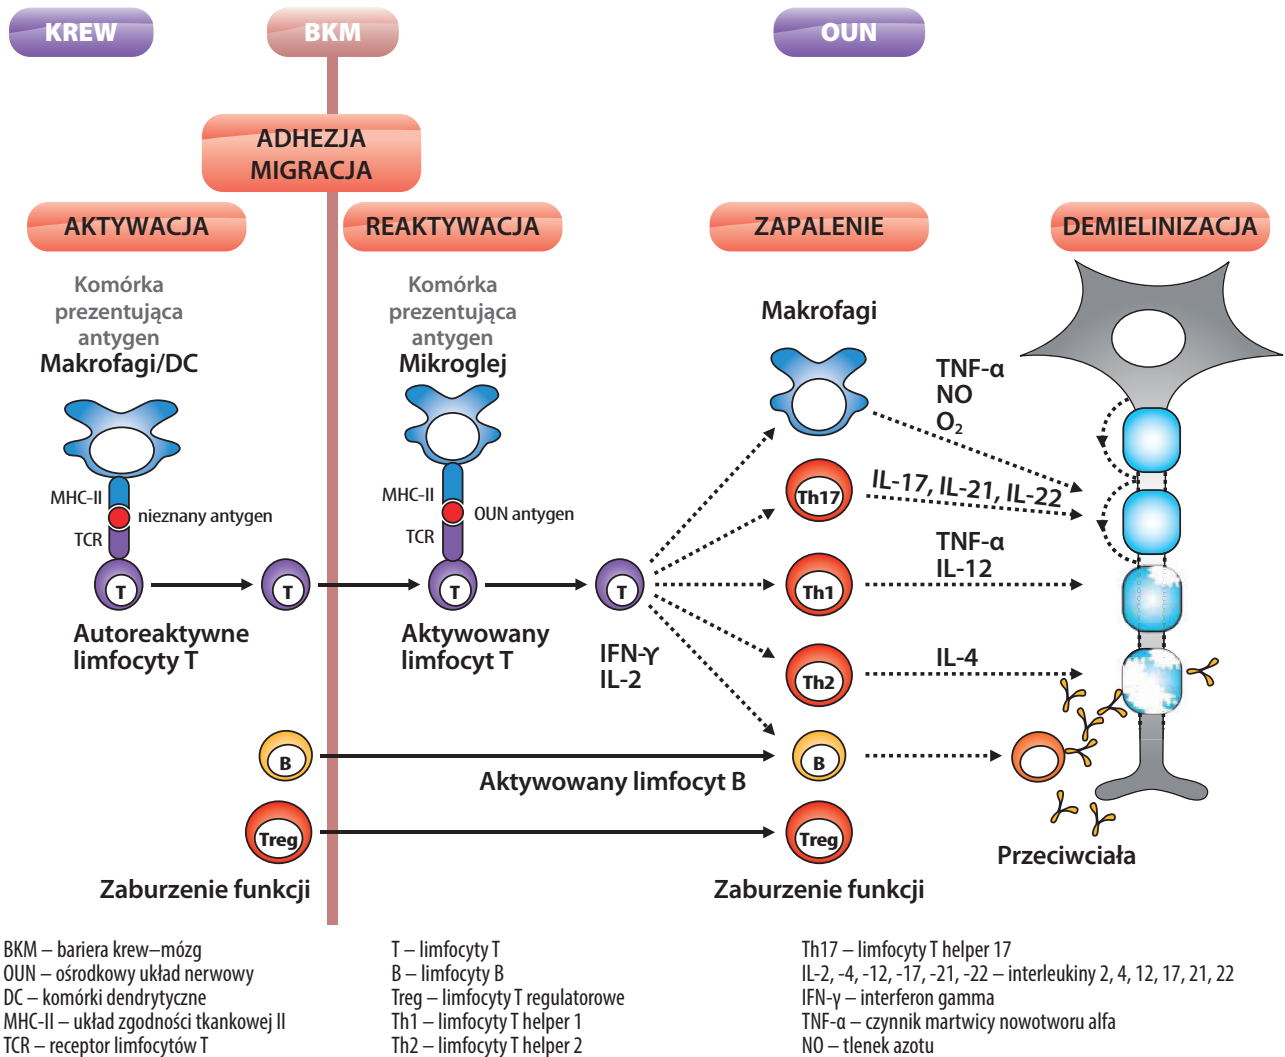 KREW
BKM
OUN
ADHEZJA
MIGRACJA
AKTYWACJA
REAKTYWACJA
ZAPALENIE
DEMIELINIZACJA
Komórka
prezentująca
antygen
Makrofagi/DC
Komórka
prezentująca
antygen
Mikroglej
Makrofagi
TNF-α
NO
O₂
MHC-II
nieznany antygen
TCR
T
T
Autoreaktywne
limfocyty T
MHC-II
OUN antygen
TCR
T
T
Aktywowany
limfocyt T
IFN-γ
IL-2
Th17
IL-17, IL-21, IL-22
Th1
TNF-α
IL-12
Th2
IL-4
B
Aktywowany limfocyt B
B
Treg
Treg
Zaburzenie funkcji
Zaburzenie funkcji
Przeciwciała
BKM – bariera krew–mózg
OUN – ośrodkowy układ nerwowy
DC – komórki dendrytyczne
MHC-II – układ zgodności tkankowej II
TCR – receptor limfocytów T
T – limfocyty T
B – limfocyty B
Treg – limfocyty T regulatorowe
Th1 – limfocyty T helper 1
Th2 – limfocyty T helper 2
Th17 – limfocyty T helper 17
IL-2, -4, -12, -17, -21, -22 – interleukiny 2, 4, 12, 17, 21, 22
IFN-γ – interferon gamma
TNF-α – czynnik martwicy nowotworu alfa
NO – tlenek azotu